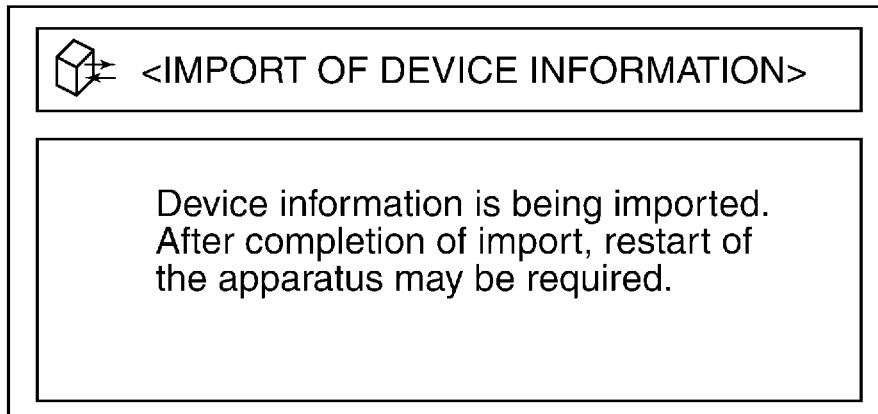 <IMPORT OF DEVICE INFORMATION>
Device information is being imported.
After completion of import, restart of
the apparatus may be required.